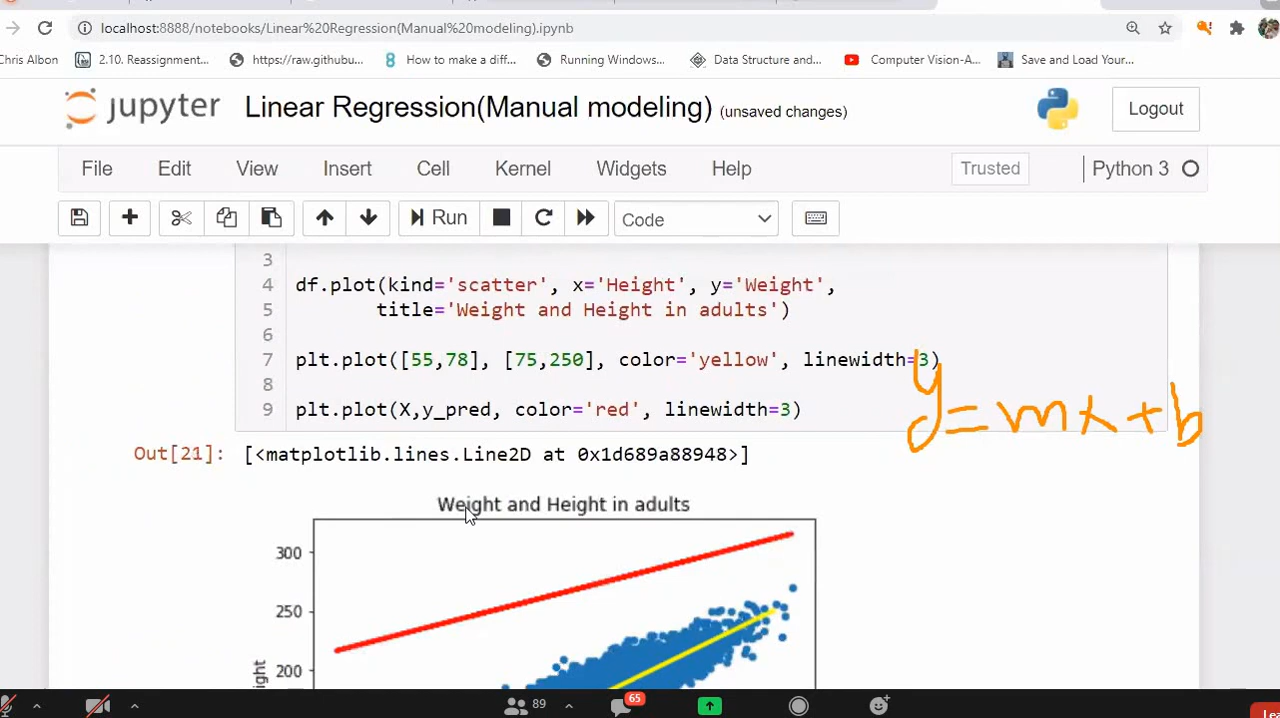 localhost:8888/notebooks/Linear%20Regression(Manual%20modeling).ipynb
Chris Albon 2.10. Reassignment... https://raw.githubu... How to make a diff... Running Windows... Data Structure and... Computer Vision-A... Save and Load Your...
jupyter Linear Regression(Manual modeling) (unsaved changes) Logout
File Edit View Insert Cell Kernel Widgets Help Trusted Python 3
Run Code
3
4 df.plot(kind='scatter', x='Height', y='Weight',
5 title='Weight and Height in adults')
6
7 plt.plot([55,78], [75,250], color='yellow', linewidth=3)
8
9 plt.plot(X,y_pred, color='red', linewidth=3)
y=mx+b
Out[21]: [<matplotlib.lines.Line2D at 0x1d689a88948>]
Weight and Height in adults
300
250
200
89 65